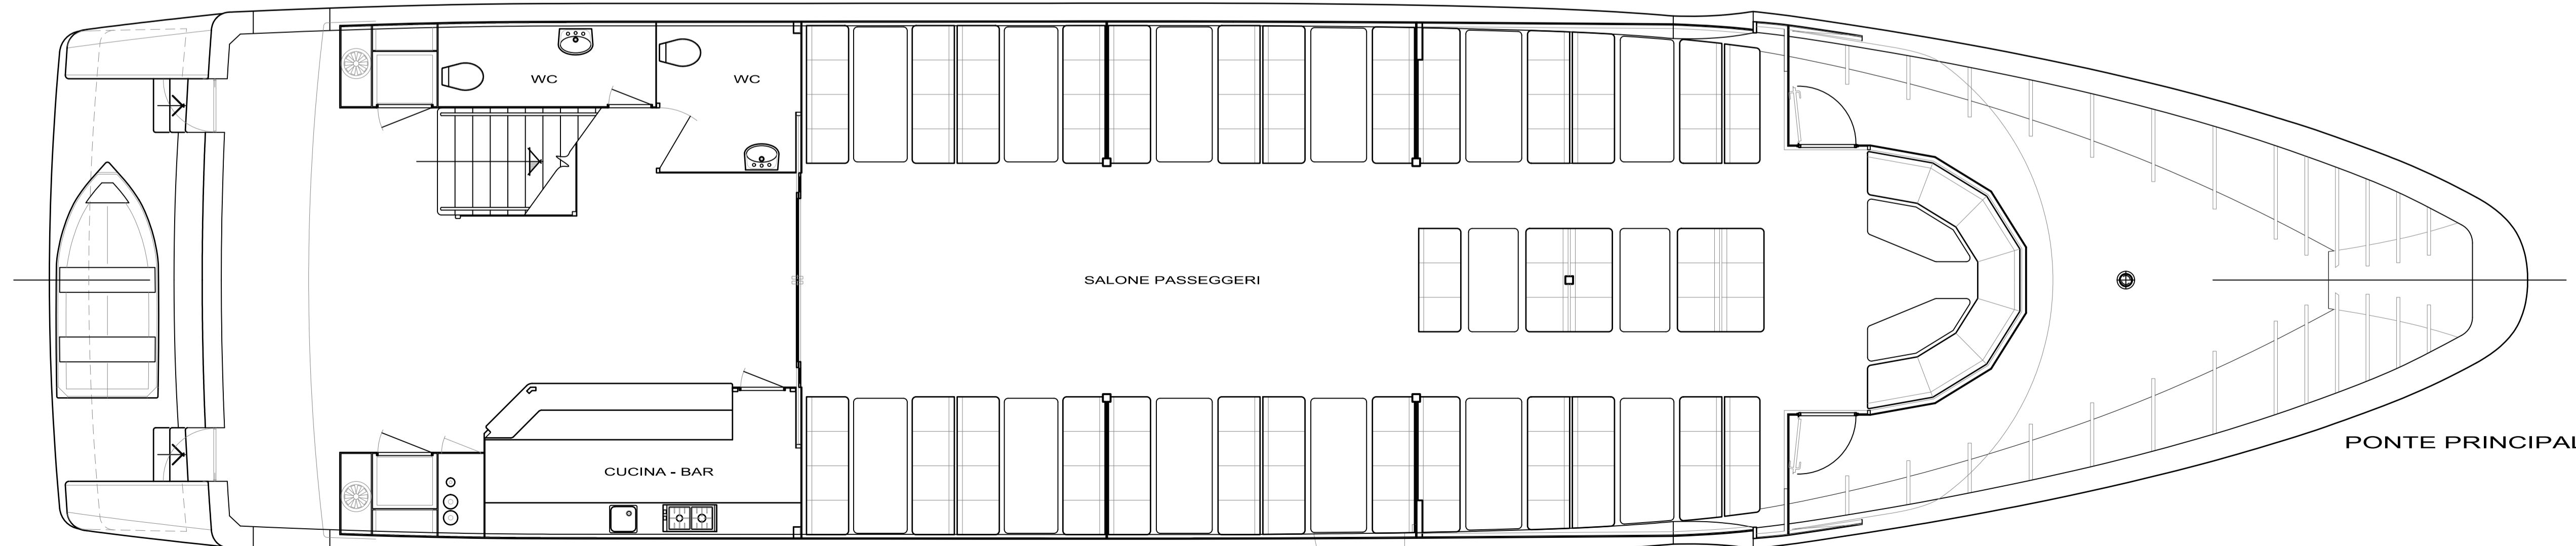 WC
WC
SALONE PASSEGGERI
PONTE PRINCIPAL
CUCINA - BAR